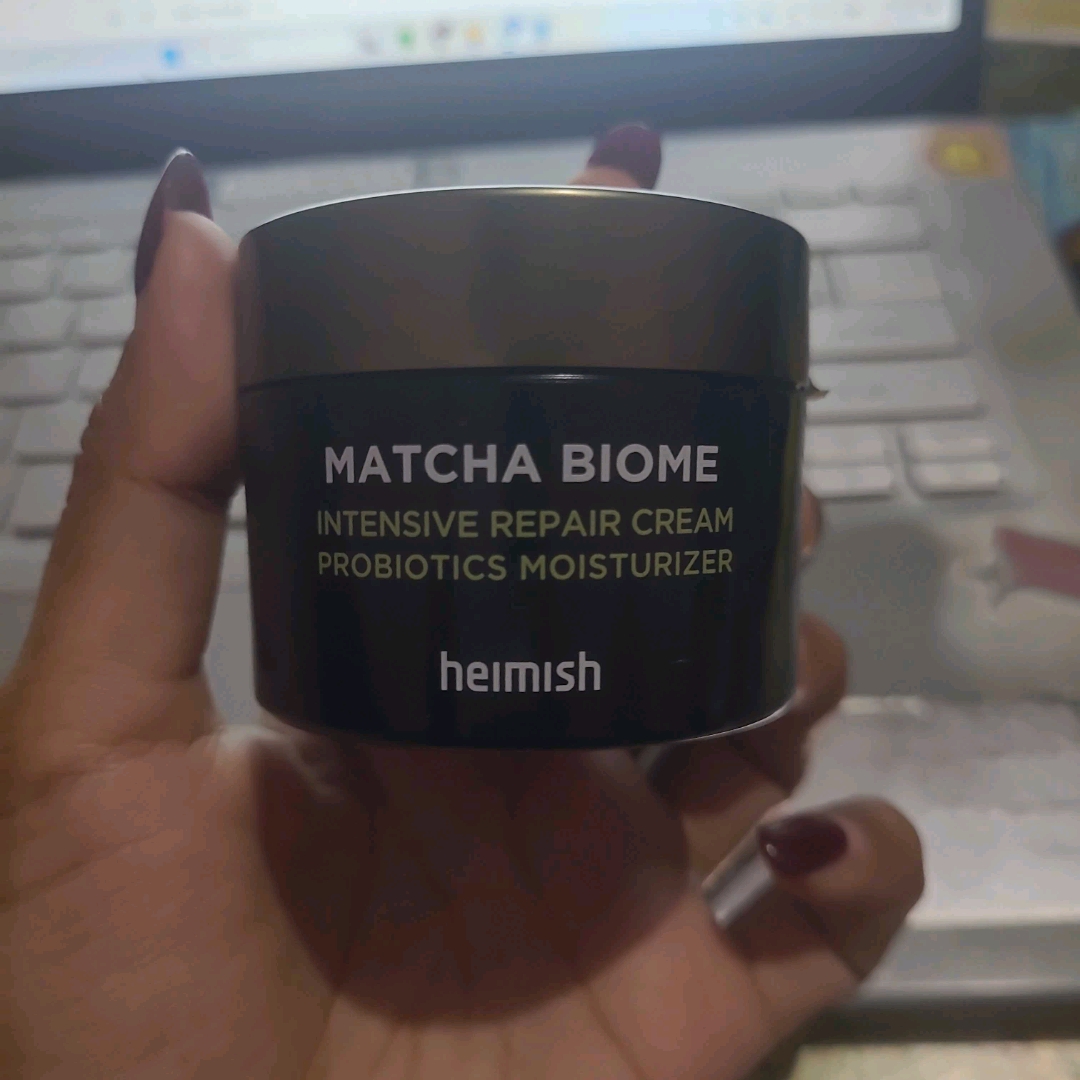 MATCHA BIOME
INTENSIVE REPAIR CREAM
PROBIOTICS MOISTURIZER
heimish